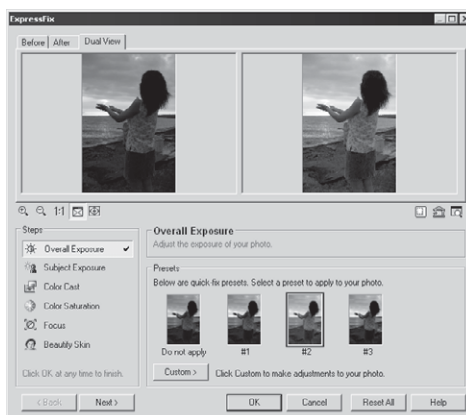 ExpressFix
Before After Dual View
1:1
Steps
Overall Exposure
Subject Exposure
Color Cast
Color Saturation
Focus
Beautify Skin
Click OK at any time to finish.
Overall Exposure
Adjust the exposure of your photo.
Presets
Below are quick fix presets. Select a preset to apply to your photo.
Do not apply #1 #2 #3
Custom > Click Custom to make adjustments to your photo.
< Back Next > OK Cancel Reset All Help